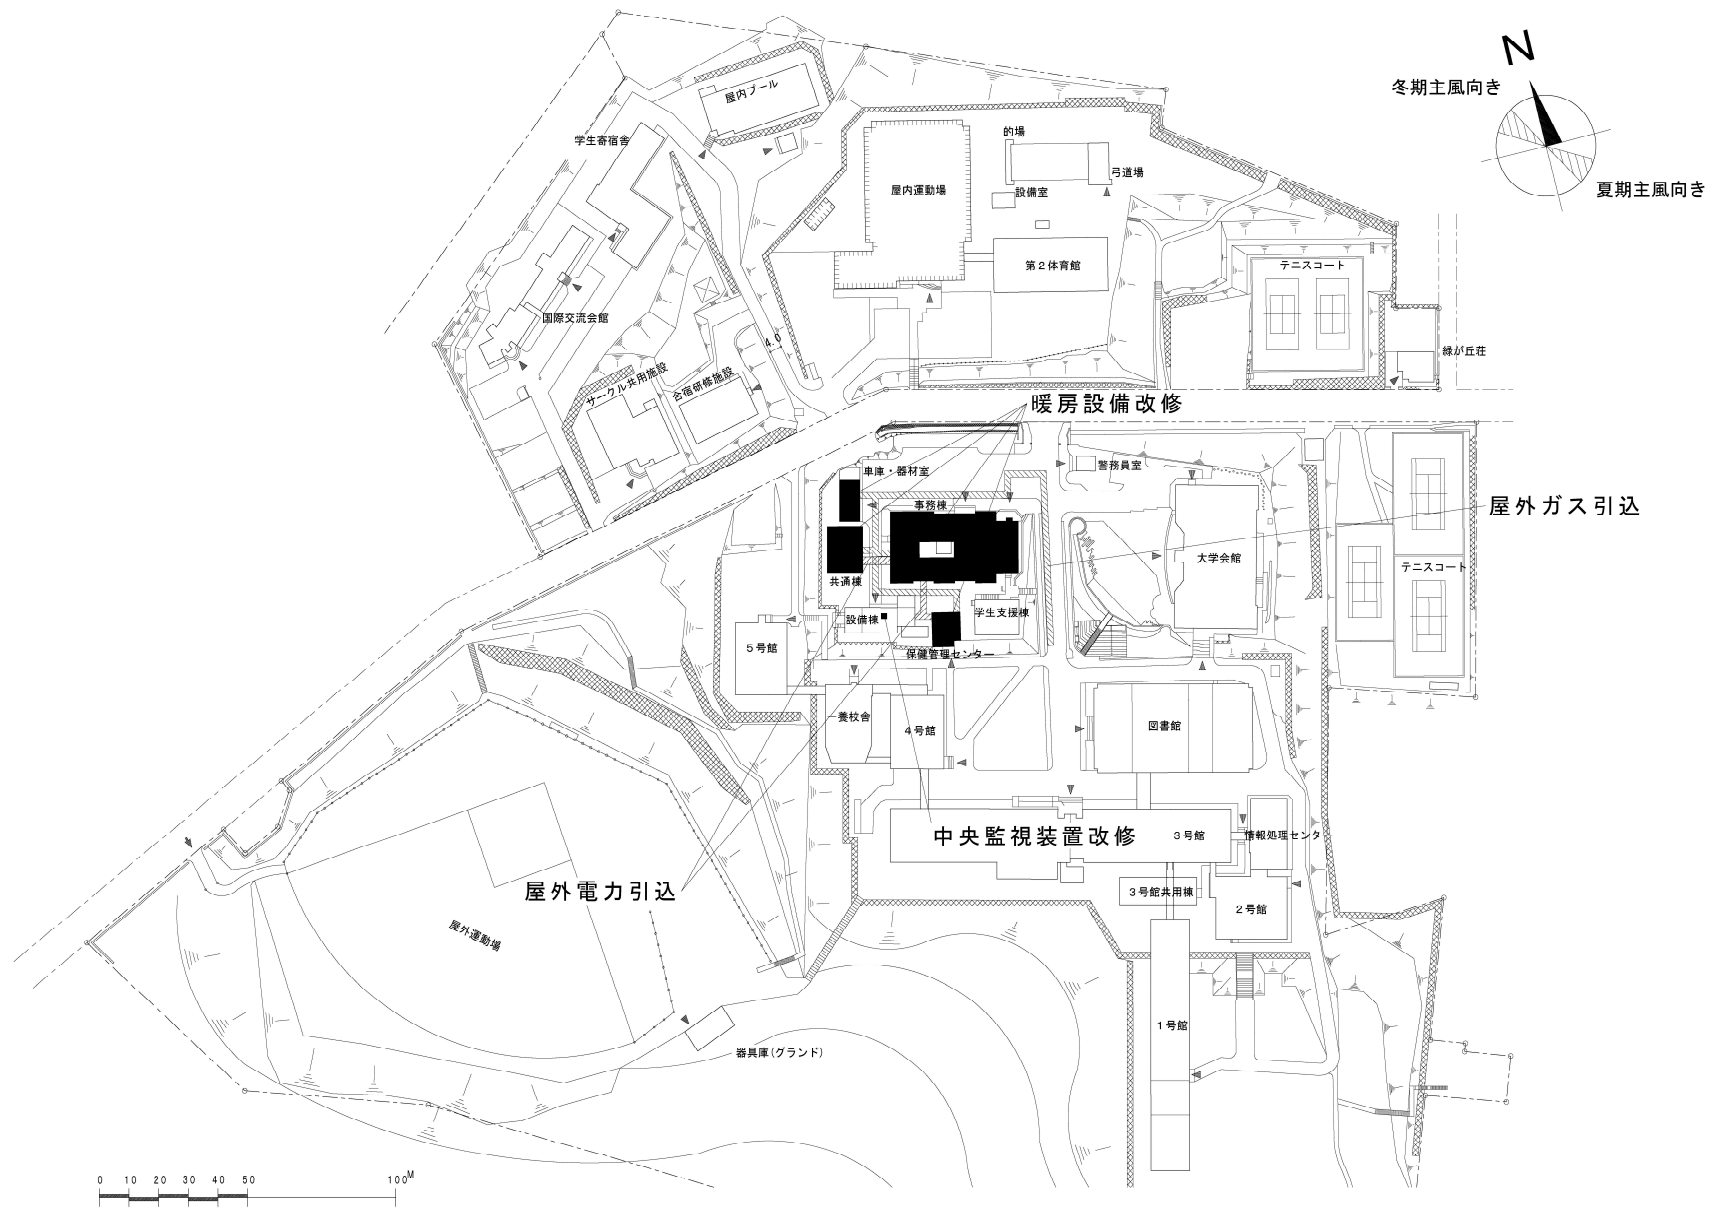 N
冬期主風向き
夏期主風向き
屋内プール
学生寄宿舎
的場
弓道場
設備室
屋内運動場
第2体育館
テニスコート
国際交流会館
緑が丘荘
4.0
サークル共用施設
合宿研修施設
暖房設備改修
車庫・器材室
警務員室
事務棟
屋外ガス引込
大学会館
テニスコート
共通棟
設備棟
学生支援棟
5号館
保健管理センター
一養杖舎
4号館
図書館
中央監視装置改修
3号館
情報処理センタ
屋外電力引込
3号館共用棟
2号館
屋外運動場
1号館
器具庫(グランド)
0 10 20 30 40 50 100M